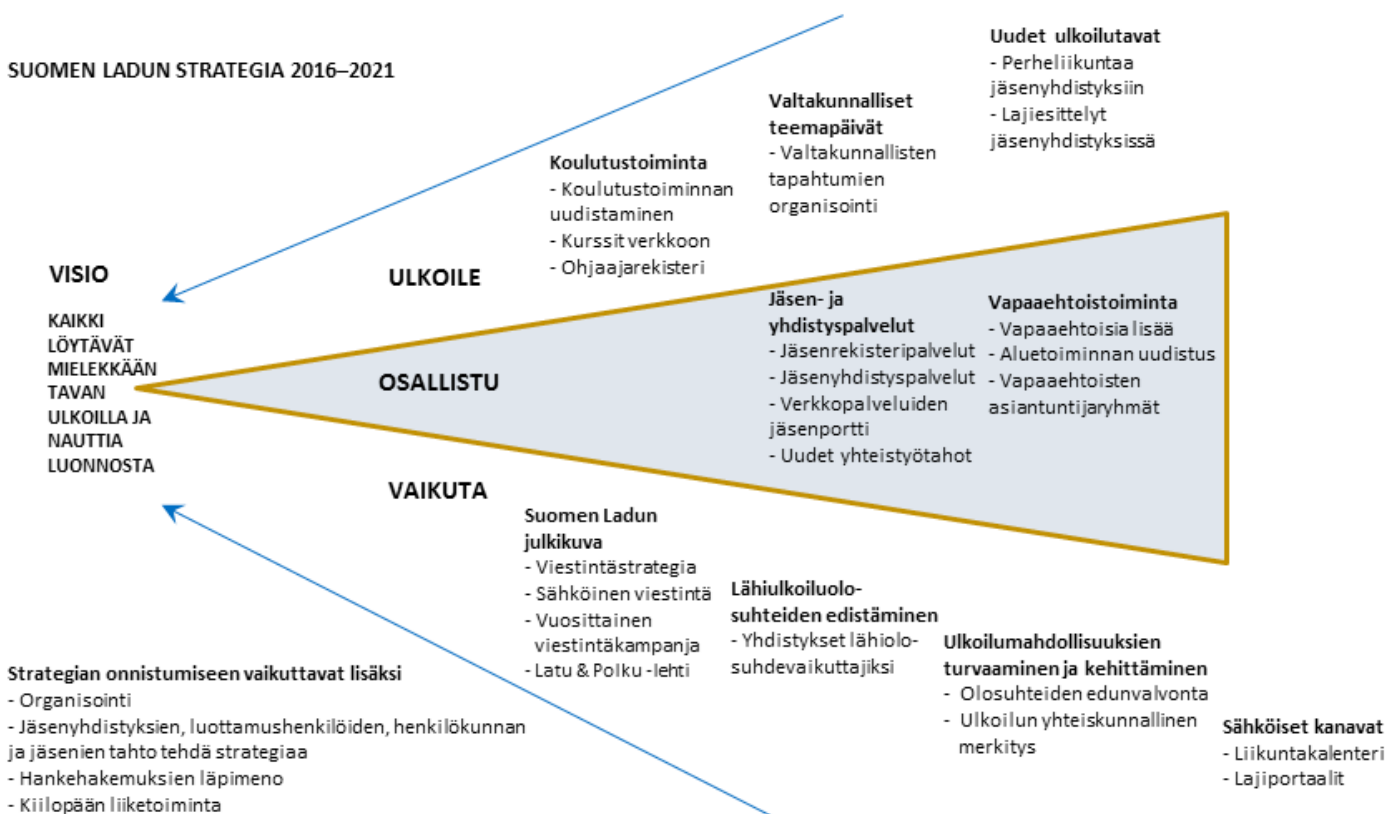 SUOMEN LADUN STRATEGIA 2016–2021
VISIO
KAIKKI
LÖYTÄVÄT
MIELEKKÄÄN
TAVAN
ULKOILLA JA
NAUTTIA
LUONNOSTA
ULKOILE
Koulutustoiminta
- Koulutustoiminnan
uudistaminen
- Kurssit verkkoon
- Ohjaajarekisteri
Valtakunnalliset
teemapäivät
- Valtakunnallisten
tapahtumien
organisointi
Uudet ulkoilutavat
- Perheliikuntaa
jäsenyhdistyksiin
- Lajiesittelyt
jäsenyhdistyksissä
OSALLISTU
Jäsen- ja
yhdistyspalvelut
- Jäsenrekisteripalvelut
- Jäsenyhdistyspalvelut
- Verkkopalveluiden
jäsenportti
- Uudet yhteistyötahot
Vapaaehtoistoiminta
- Vapaaehtoisia lisää
- Aluetoiminnan uudistus
- Vapaaehtoisten
asiantuntijaryhmät
VAIKUTA
Suomen Ladun
julkikuva
- Viestintästrategia
- Sähköinen viestintä
- Vuosittainen
viestintäkampanja
- Latu & Polku -lehti
Lähiulkoiluolo-
suhteiden edistäminen
- Yhdistykset lähiolo-
suhdevaikuttajiksi
Ulkoilumahdollisuuksien
turvaaminen ja kehittäminen
- Olosuhteiden edunvalvonta
- Ulkoilun yhteiskunnallinen
merkitys
Sähköiset kanavat
- Liikuntakalenteri
- Lajiportaalit
Strategian onnistumiseen vaikuttavat lisäksi
- Organisointi
- Jäsenyhdistyksien, luottamushenkilöiden, henkilökunnan
ja jäsenien tahto tehdä strategiaa
- Hankehakemuksien läpimeno
- Kiilopään liiketoiminta